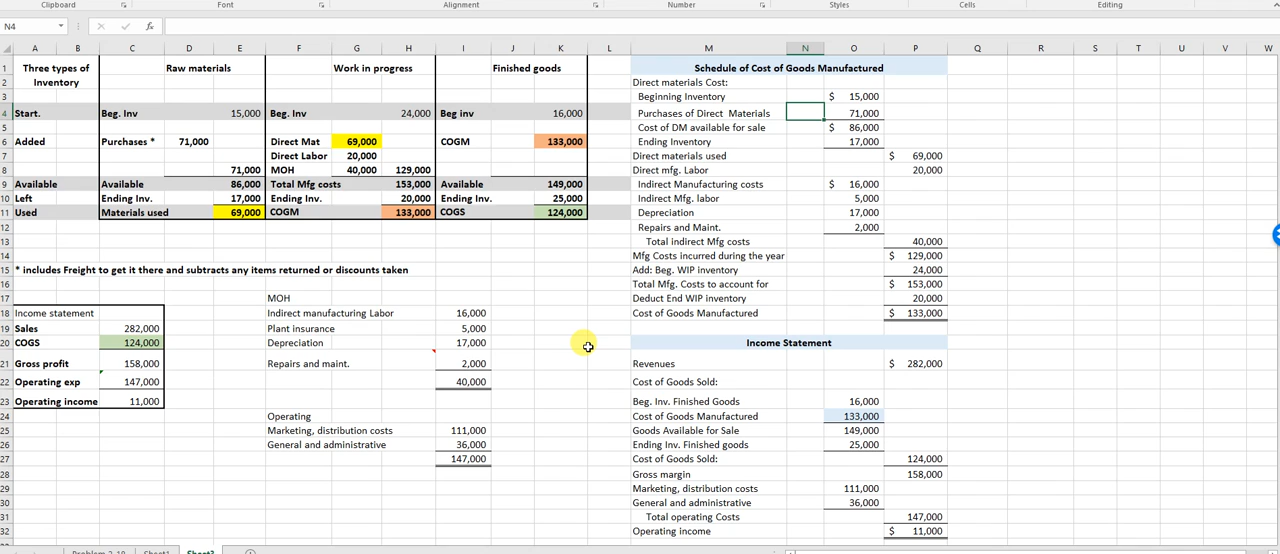 Clipboard Font Alignment Number Styles Cells Editing
N4
A B C D E F G H I J K L M N O P Q R S T U V W
1 Three types of Raw materials Work in progress Finished goods Schedule of Cost of Goods Manufactured
2 Inventory Direct materials Cost:
3 Beginning Inventory $ 15,000
4 Start. Beg. Inv 15,000 Beg. Inv 24,000 Beg inv 16,000 Purchases of Direct Materials 71,000
5 Cost of DM available for sale $ 86,000
6 Added Purchases * 71,000 Direct Mat 69,000 COGM 133,000 Ending Inventory 17,000
7 Direct Labor 20,000 Direct materials used $ 69,000
8 71,000 MOH 40,000 129,000 Direct mfg. Labor 20,000
9 Available Available 86,000 Total Mfg costs 153,000 Available 149,000 Indirect Manufacturing costs $ 16,000
10 Left Ending Inv. 17,000 Ending Inv. 20,000 Ending Inv. 25,000 Indirect Mfg. labor 5,000
11 Used Materials used 69,000 COGM 133,000 COGS 124,000 Depreciation 17,000
12 Repairs and Maint. 2,000
13 Total indirect Mfg costs 40,000
14 Mfg Costs incurred during the year $ 129,000
15 * includes Freight to get it there and subtracts any items returned or discounts taken Add: Beg. WIP inventory 24,000
16 Total Mfg. Costs to account for $ 153,000
17 MOH Deduct End WIP inventory 20,000
18 Income statement Indirect manufacturing Labor 16,000 Cost of Goods Manufactured $ 133,000
19 Sales 282,000 Plant insurance 5,000
20 COGS 124,000 Depreciation 17,000 Income Statement
21 Gross profit 158,000 Repairs and maint. 2,000 Revenues $ 282,000
22 Operating exp 147,000 40,000 Cost of Goods Sold:
23 Operating income 11,000 Beg. Inv. Finished Goods 16,000
24 Operating Cost of Goods Manufactured 133,000
25 Marketing, distribution costs 111,000 Goods Available for Sale 149,000
26 General and administrative 36,000 Ending Inv. Finished goods 25,000
27 147,000 Cost of Goods Sold: 124,000
28 Gross margin 158,000
29 Marketing, distribution costs 111,000
30 General and administrative 36,000
31 Total operating Costs 147,000
32 Operating income $ 11,000
Sheet1